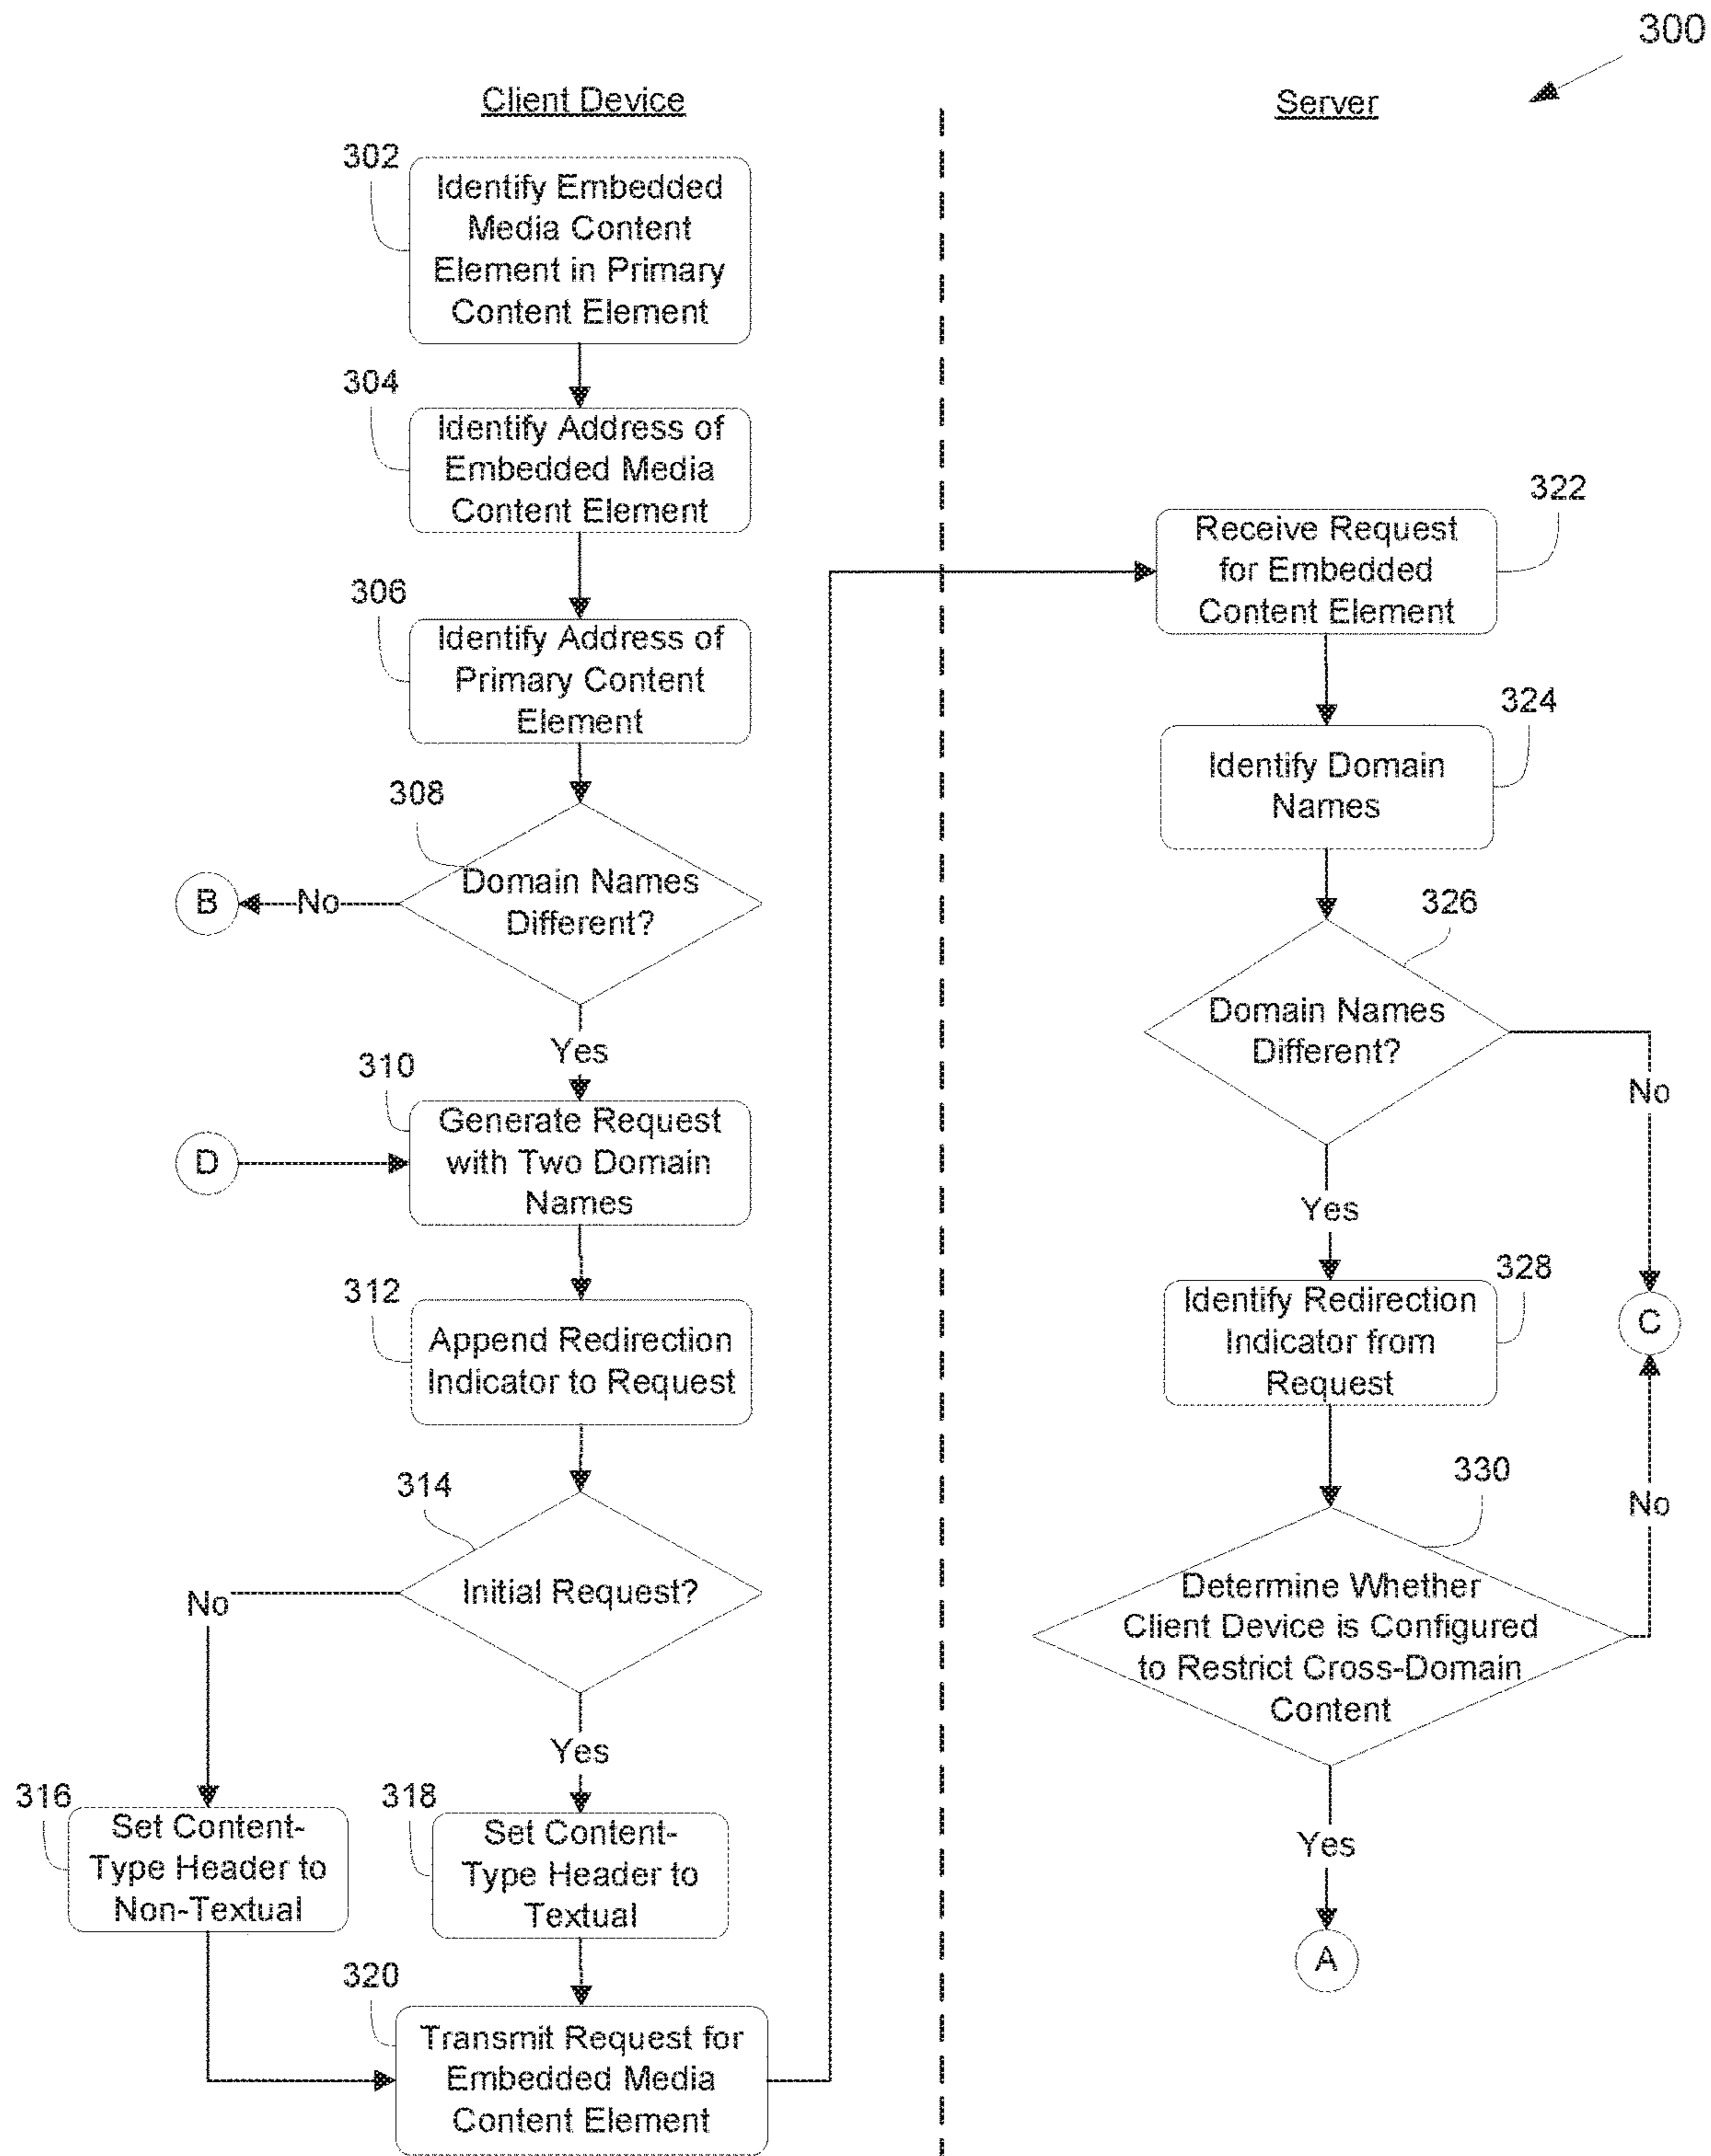 300
Client Device
Server
302
Identify Embedded
Media Content
Element in Primary
Content Element
304
Identify Address of
Embedded Media
Content Element
306
Identify Address of
Primary Content
Element
308
Domain Names
Different?
No
B
Yes
310
Generate Request
with Two Domain
Names
D
312
Append Redirection
Indicator to Request
314
Initial Request?
No
Yes
316
Set Content-
Type Header to
Non-Textual
318
Set Content-
Type Header to
Textual
320
Transmit Request for
Embedded Media
Content Element
322
Receive Request
for Embedded
Content Element
324
Identify Domain
Names
326
Domain Names
Different?
No
Yes
328
Identify Redirection
Indicator from
Request
C
330
Determine Whether
Client Device is Configured
to Restrict Cross-Domain
Content
No
Yes
A